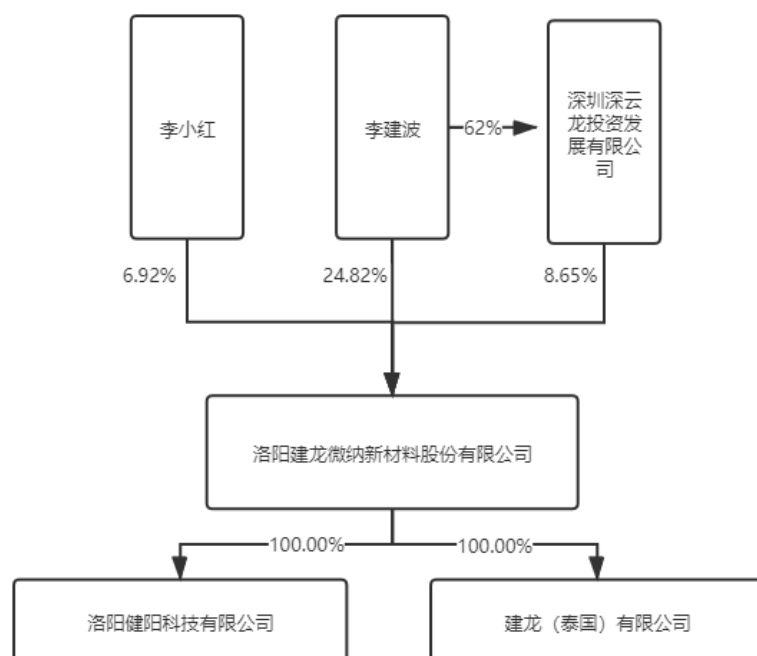 李小红
李建波
62%
深圳深云
龙投资发
展有限公
司
6.92%
24.82%
8.65%
洛阳建龙微纳新材料股份有限公司
100.00%
100.00%
洛阳健阳科技有限公司
建龙（泰国）有限公司